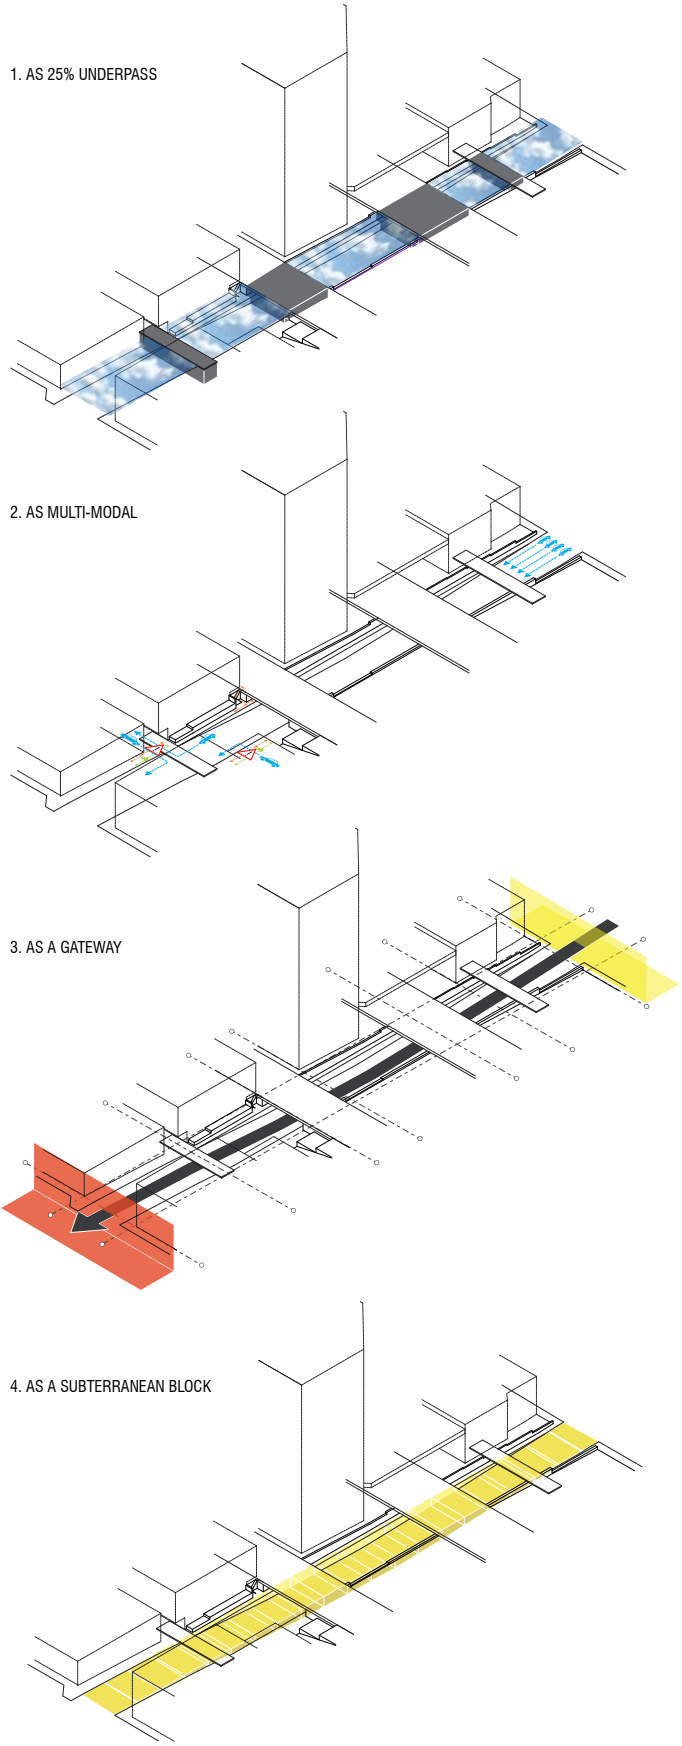 1. AS 25% UNDERPASS
2. AS MULTI-MODAL
3. AS A GATEWAY
4. AS A SUBTERRANEAN BLOCK